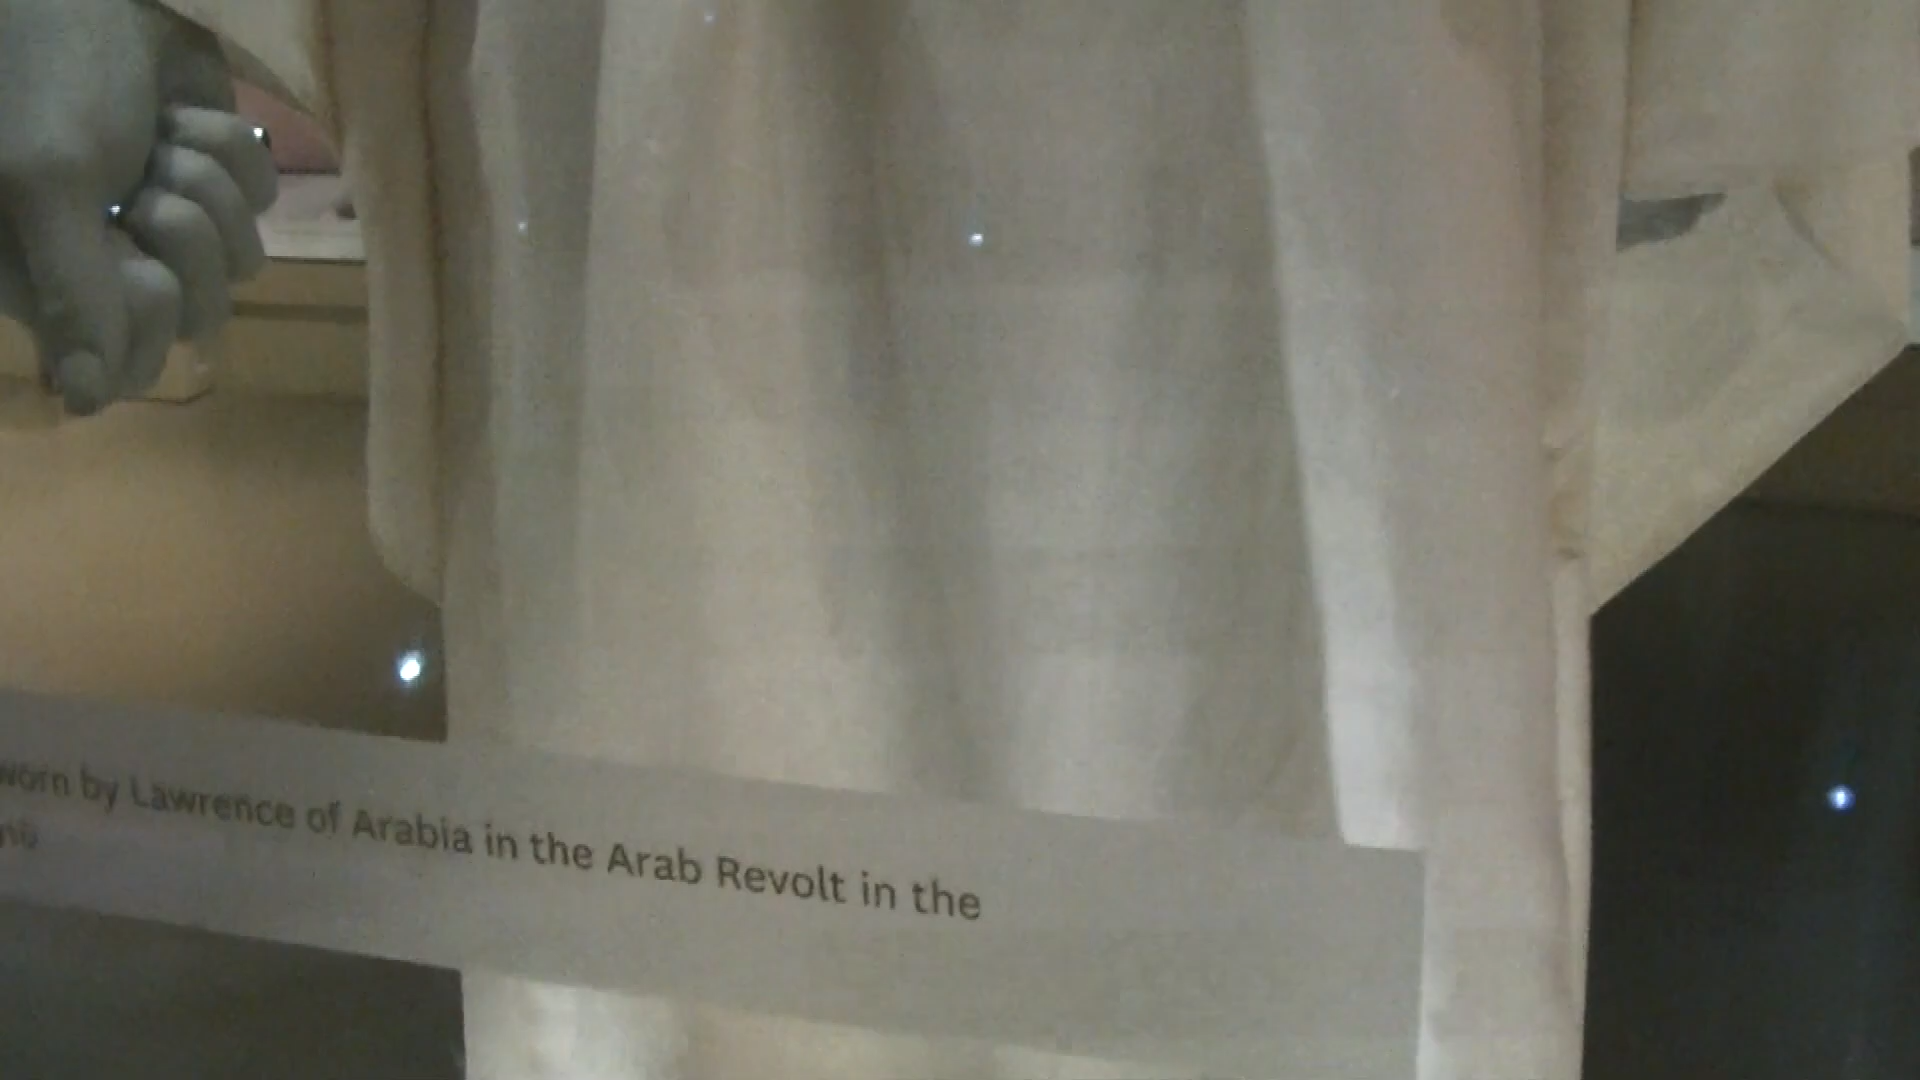 worn by Lawrence of Arabia in the Arab Revolt in the